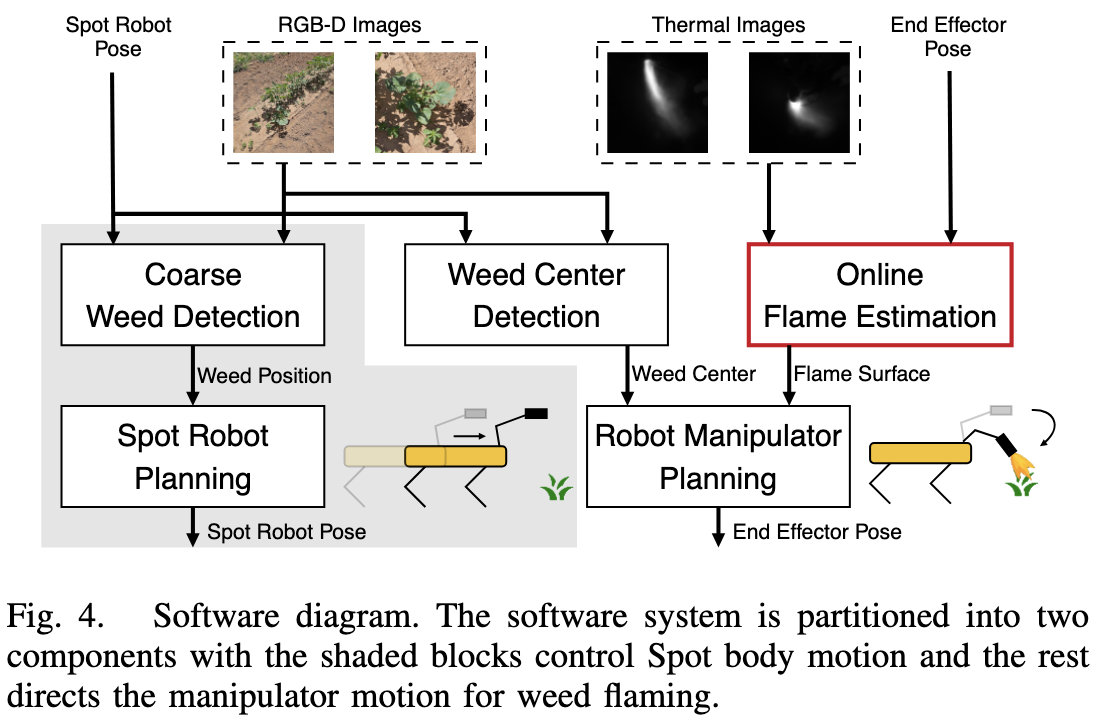 Spot Robot
Pose
RGB-D Images
Thermal Images
End Effector
Pose
Coarse
Weed Detection
Weed Center
Detection
Online
Flame Estimation
Weed Position
Weed Center
Flame Surface
Spot Robot
Planning
Robot Manipulator
Planning
Spot Robot Pose
End Effector Pose
Fig. 4. Software diagram. The software system is partitioned into two
components with the shaded blocks control Spot body motion and the rest
directs the manipulator motion for weed flaming.